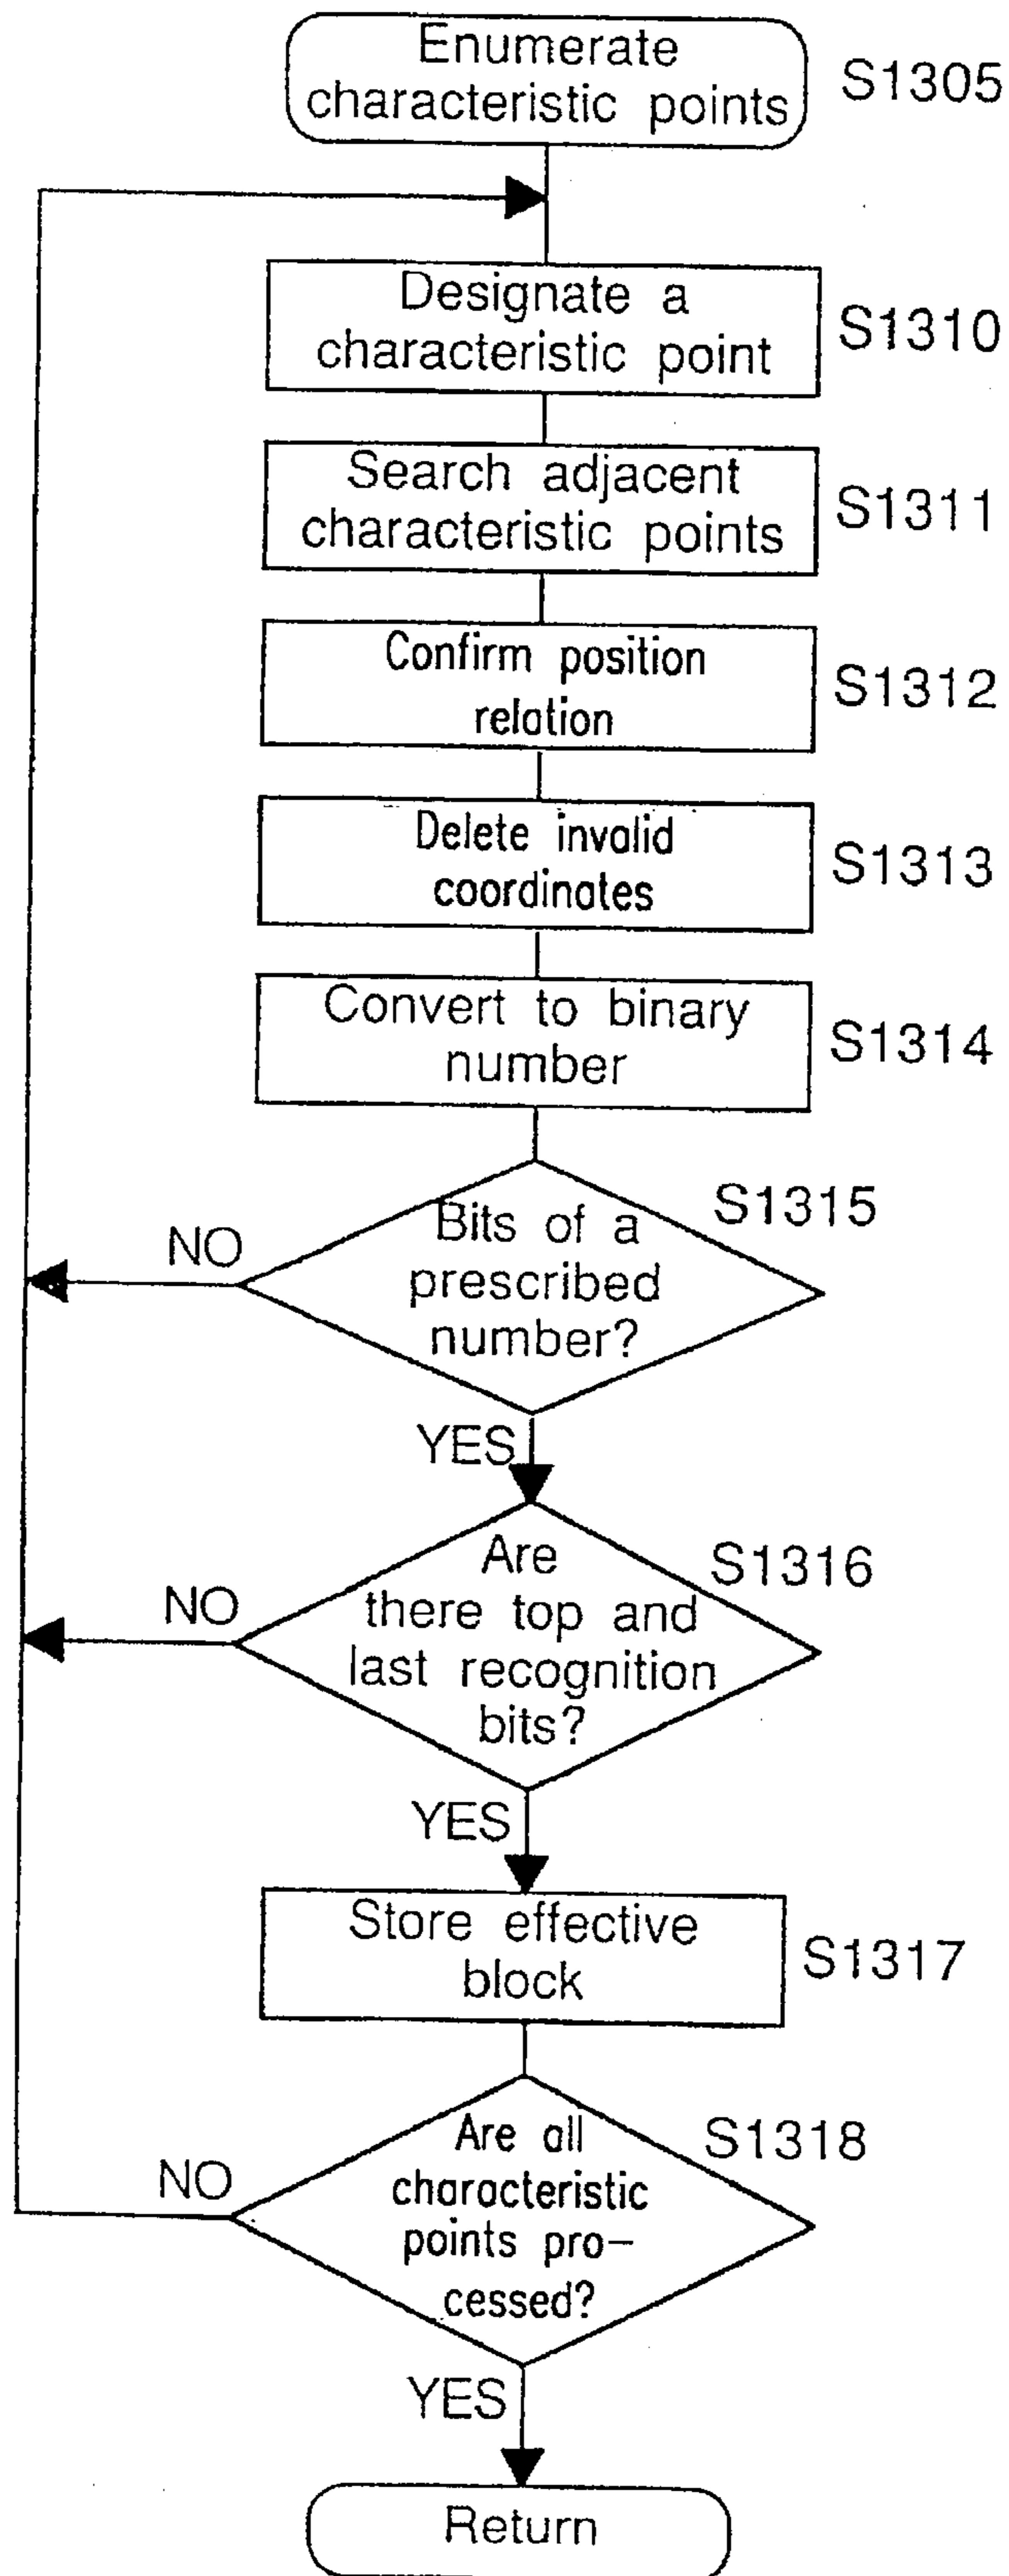 Enumerate
characteristic points
S1305
Designate a
characteristic point
S1310
Search adjacent
characteristic points
S1311
Confirm position
relation
S1312
Delete invalid
coordinates
S1313
Convert to binary
number
S1314
Bits of a
prescribed
number?
S1315
NO
YES
Are
there top and
last recognition
bits?
S1316
NO
YES
Store effective
block
S1317
Are all
characteristic
points pro-
cessed?
S1318
NO
YES
Return